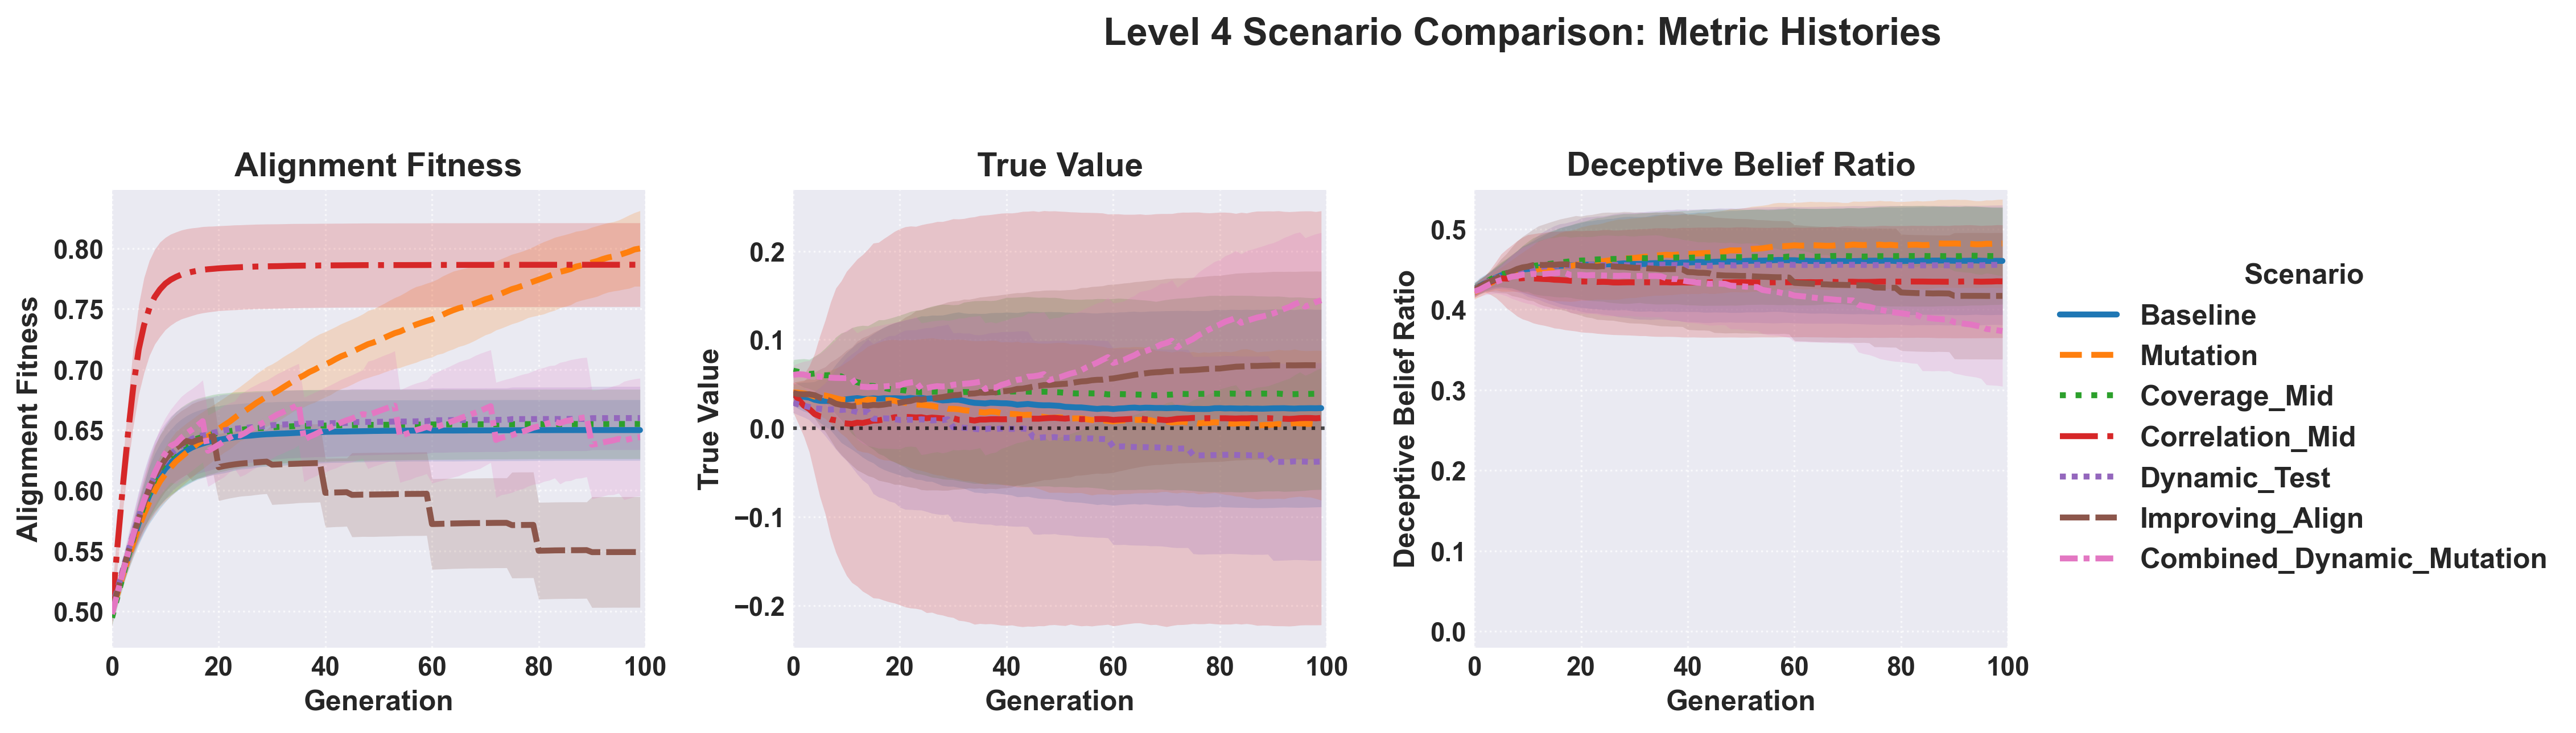 Level 4 Scenario Comparison: Metric Histories
Alignment Fitness
Alignment Fitness
0.80
0.75
0.70
0.65
0.60
0.55
0.50
0 20 40 60 80 100
Generation
True Value
True Value
0.2
0.1
0.0
−0.1
−0.2
0 20 40 60 80 100
Generation
Deceptive Belief Ratio
Deceptive Belief Ratio
0.5
0.4
0.3
0.2
0.1
0.0
0 20 40 60 80 100
Generation
Scenario
Baseline
Mutation
Coverage_Mid
Correlation_Mid
Dynamic_Test
Improving_Align
Combined_Dynamic_Mutation